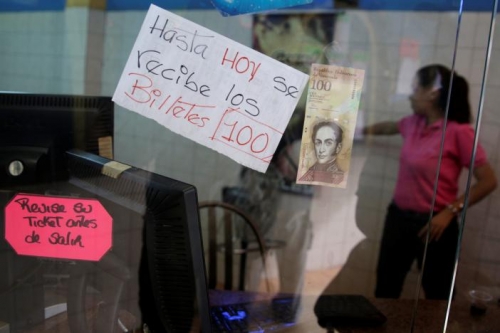 Hasta HOY se
recibe los
Billetes 100
100
Revise su
Ticket antes
de Salir